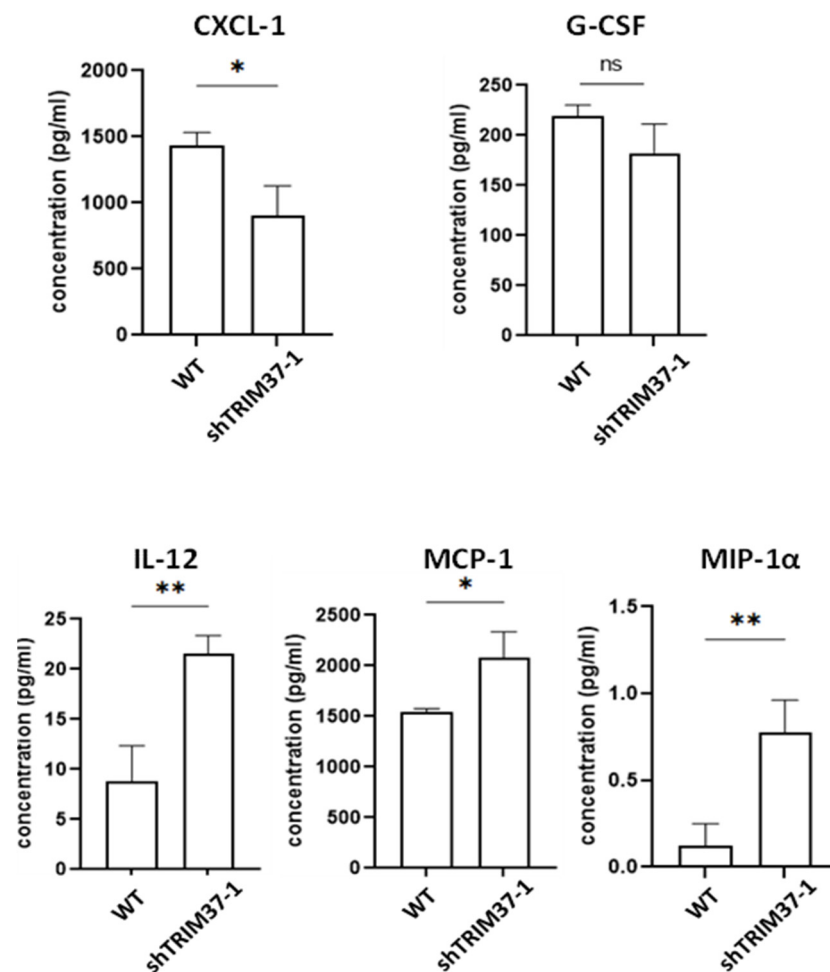 CXCL-1
G-CSF
concentration (pg/ml)
2000
1500
1000
500
0
*
WT
shTRIM37-1
concentration (pg/ml)
250
200
150
100
50
0
ns
WT
shTRIM37-1
IL-12
MCP-1
MIP-1α
concentration (pg/ml)
25
20
15
10
5
0
**
WT
shTRIM37-1
concentration (pg/ml)
2500
2000
1500
1000
500
0
*
WT
shTRIM37-1
concentration (pg/ml)
1.5
1.0
0.5
0.0
**
WT
shTRIM37-1